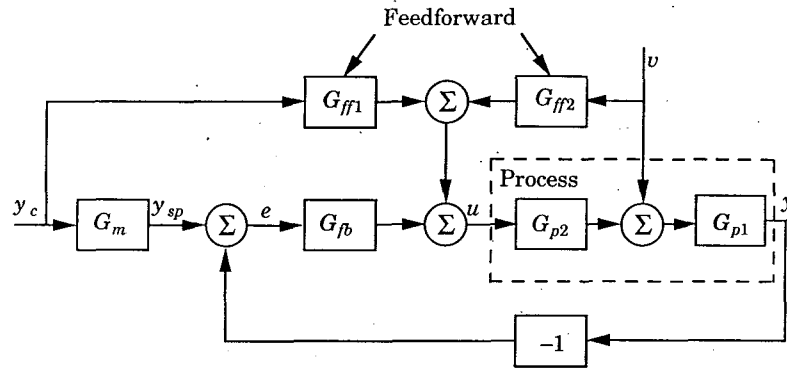 Feedforward
v
G_ff1
Σ
G_ff2
Process
y_c
G_m
y_sp
Σ
e
G_fb
Σ
u
G_p2
Σ
G_p1
y
−1